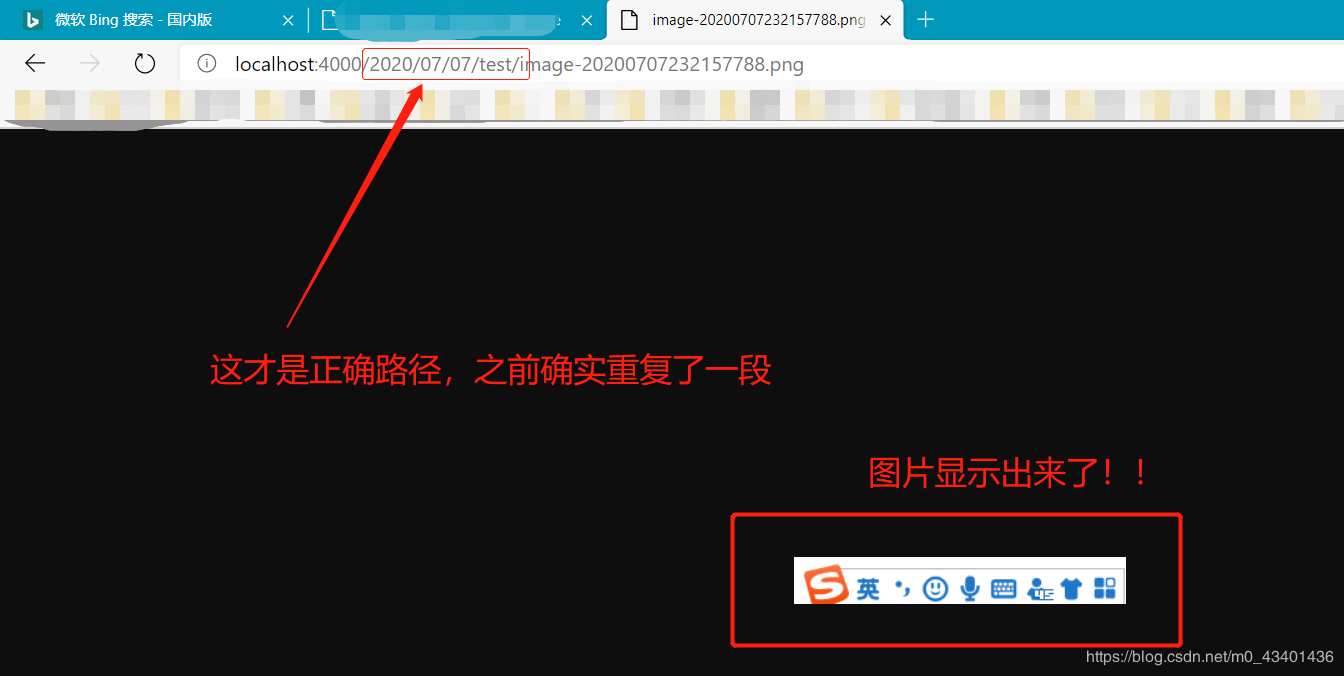 微软 Bing 搜索 - 国内版
image-20200707232157788.png
localhost:4000/2020/07/07/test/image-20200707232157788.png
这才是正确路径，之前确实重复了一段
图片显示出来了！！
英
https://blog.csdn.net/m0_43401436